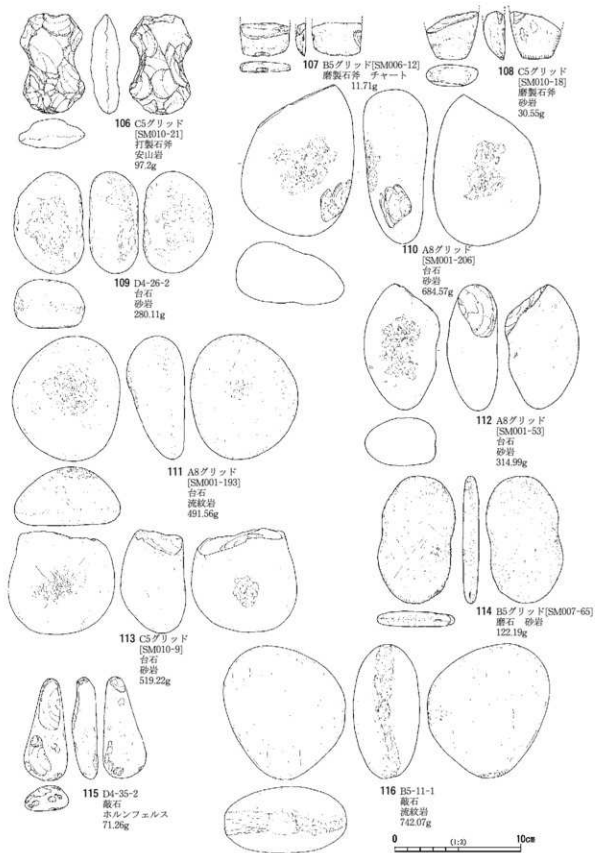 106 C5グリッド
[SM010-21]
打製石斧
安山岩
97.2g
107 B5グリッド[SM006-12]
磨製石斧 チャート
11.71g
108 C5グリッド
[SM010-18]
磨製石斧
砂岩
30.55g
109 D4-26-2
台石
砂岩
280.11g
110 A8グリッド
[SM001-206]
台石
砂岩
684.57g
111 A8グリッド
[SM001-193]
台石
流紋岩
491.56g
112 A8グリッド
[SM001-53]
台石
砂岩
314.99g
113 C5グリッド
[SM010-9]
台石
砂岩
519.22g
114 B5グリッド[SM007-65]
磨石 砂岩
122.19g
115 D4-35-2
敲石
ホルンフェルス
71.26g
116 B5-11-1
敲石
流紋岩
742.07g
0 (1:2) 10cm